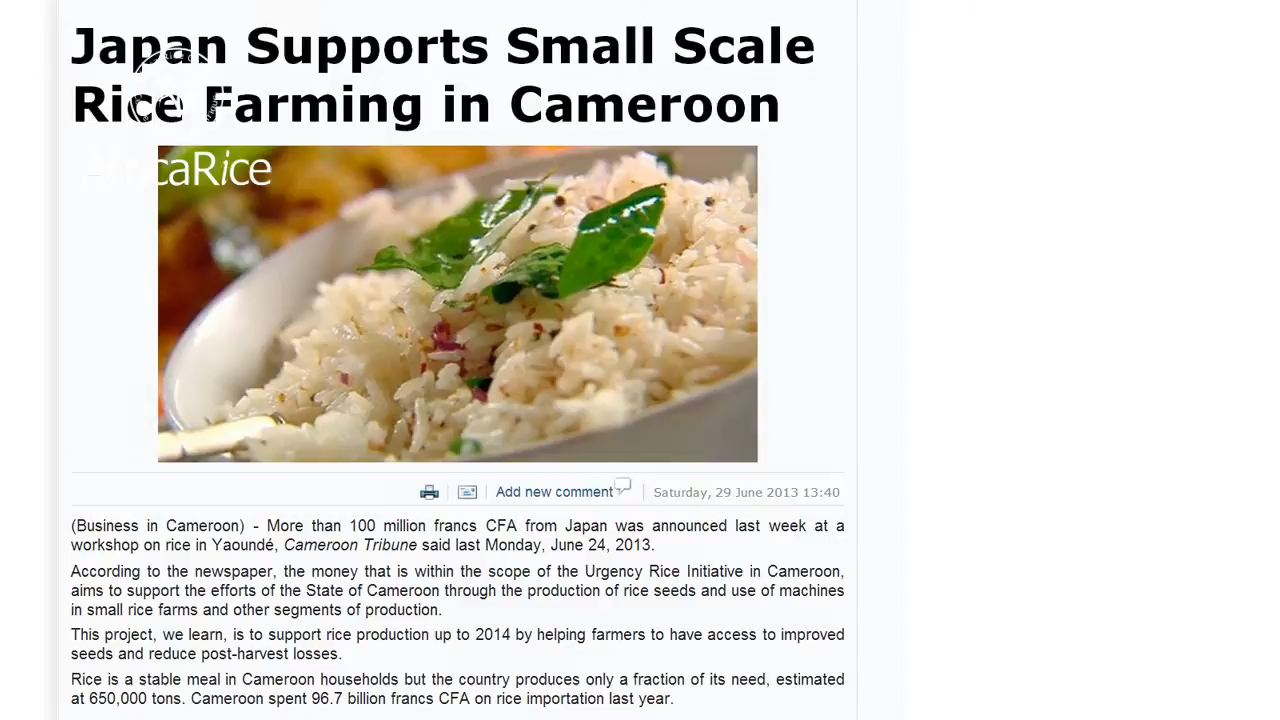 Japan Supports Small Scale
Rice Farming in Cameroon
AfricaRice
Add new comment
Saturday, 29 June 2013 13:40
(Business in Cameroon) - More than 100 million francs CFA from Japan was announced last week at a
workshop on rice in Yaoundé, Cameroon Tribune said last Monday, June 24, 2013.
According to the newspaper, the money that is within the scope of the Urgency Rice Initiative in Cameroon,
aims to support the efforts of the State of Cameroon through the production of rice seeds and use of machines
in small rice farms and other segments of production.
This project, we learn, is to support rice production up to 2014 by helping farmers to have access to improved
seeds and reduce post-harvest losses.
Rice is a stable meal in Cameroon households but the country produces only a fraction of its need, estimated
at 650,000 tons. Cameroon spent 96.7 billion francs CFA on rice importation last year.